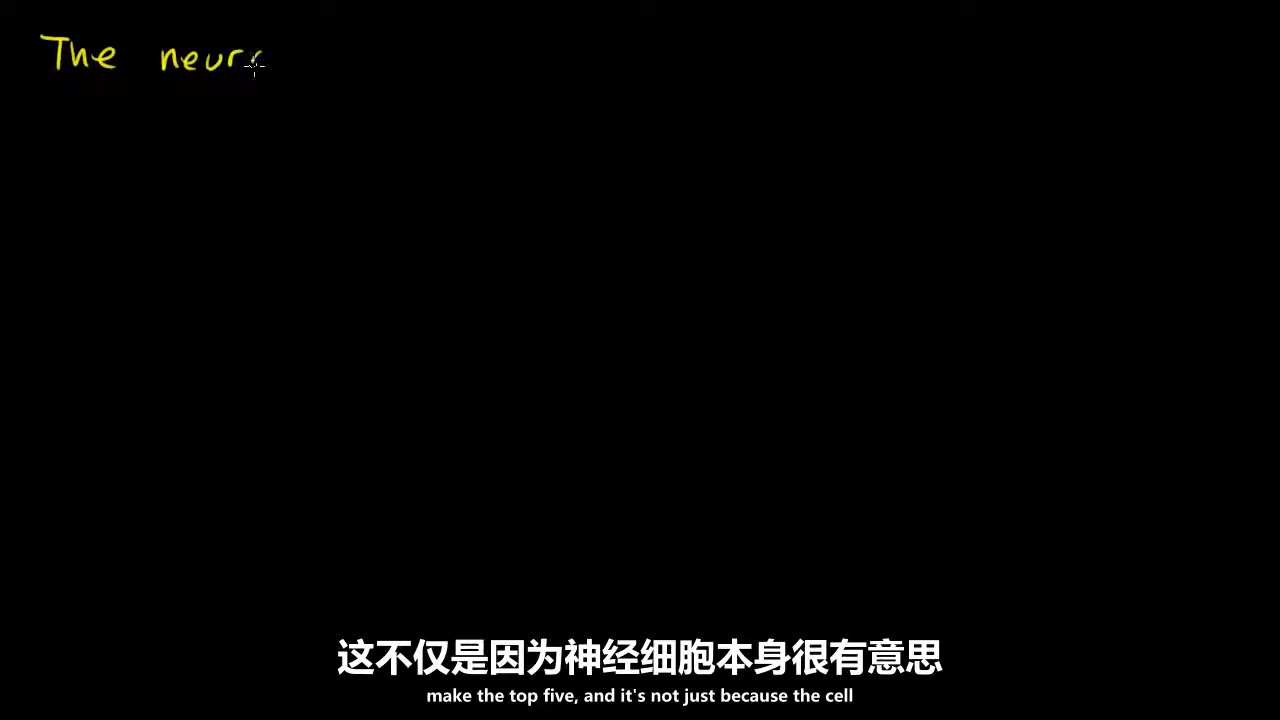 The neur
这不仅是因为神经细胞本身很有意思
make the top five, and it's not just because the cell